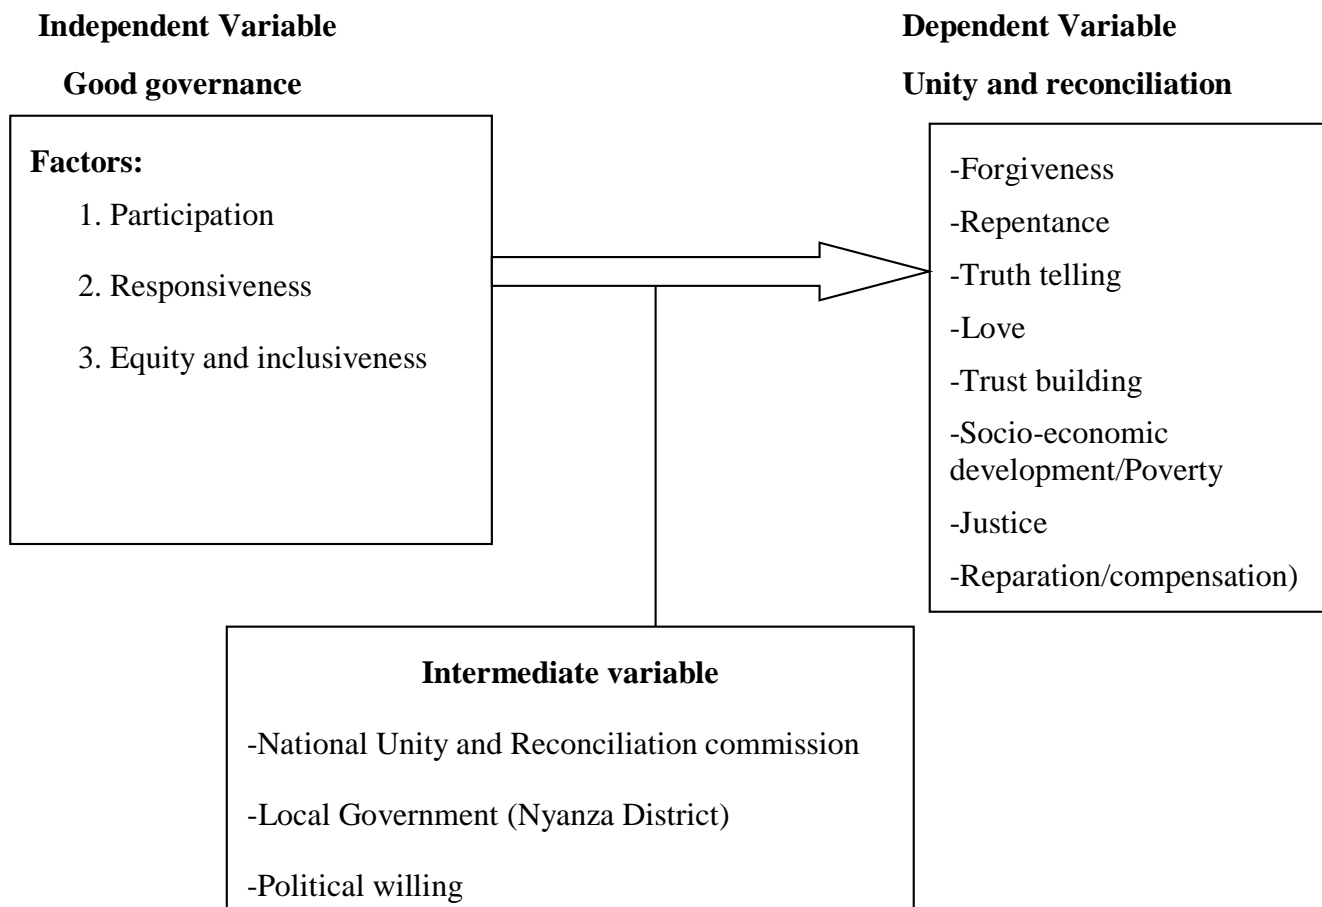 Independent Variable
Good governance
Factors:
1. Participation
2. Responsiveness
3. Equity and inclusiveness
Dependent Variable
Unity and reconciliation
-Forgiveness
-Repentance
-Truth telling
-Love
-Trust building
-Socio-economic
development/Poverty
-Justice
-Reparation/compensation)
Intermediate variable
-National Unity and Reconciliation commission
-Local Government (Nyanza District)
-Political willing